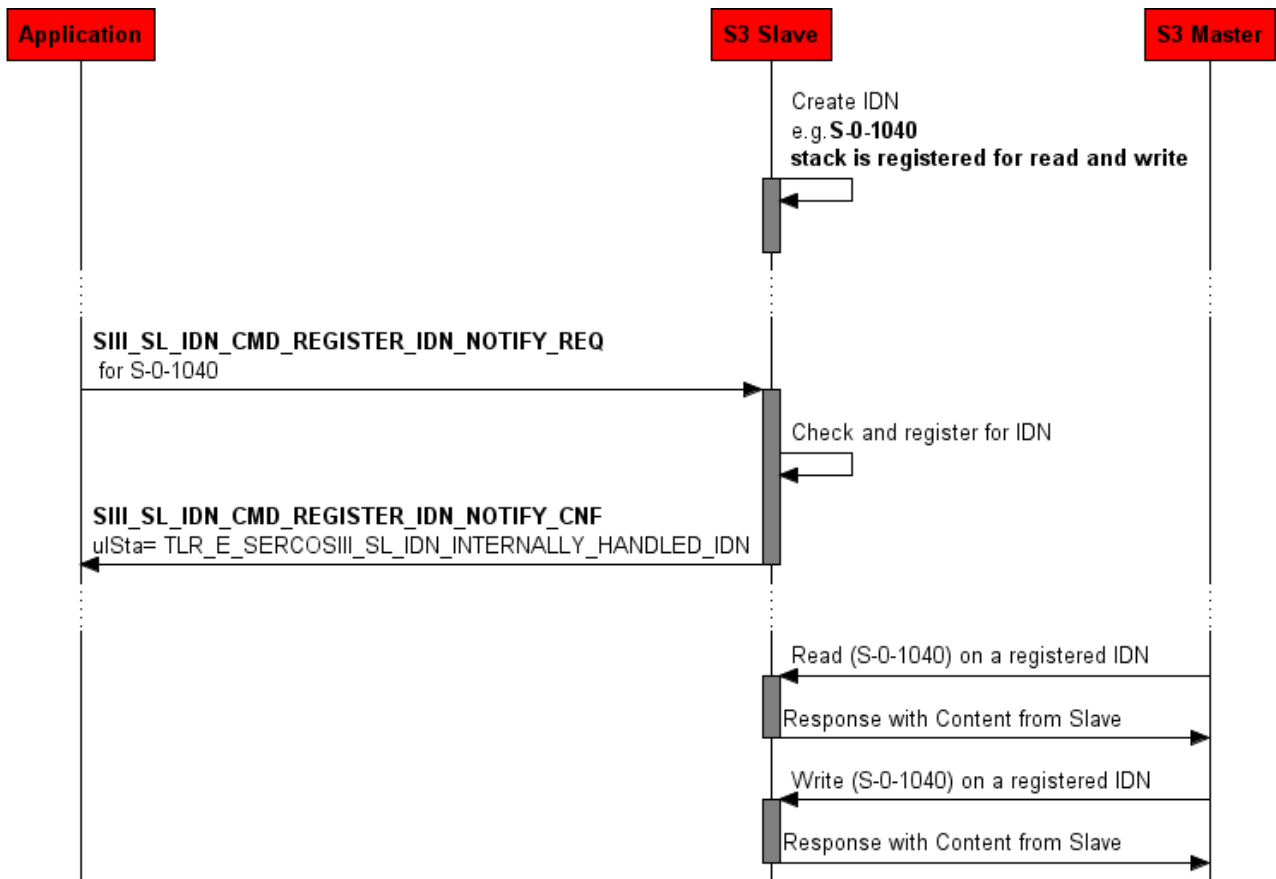 Application
S3 Slave
S3 Master
Create IDN
e.g. S-0-1040
stack is registered for read and write
SIII_SL_IDN_CMD_REGISTER_IDN_NOTIFY_REQ
for S-0-1040
Check and register for IDN
SIII_SL_IDN_CMD_REGISTER_IDN_NOTIFY_CNF
ulSta= TLR_E_SERCOSIII_SL_IDN_INTERNALLY_HANDLED_IDN
Read (S-0-1040) on a registered IDN
Response with Content from Slave
Write (S-0-1040) on a registered IDN
Response with Content from Slave